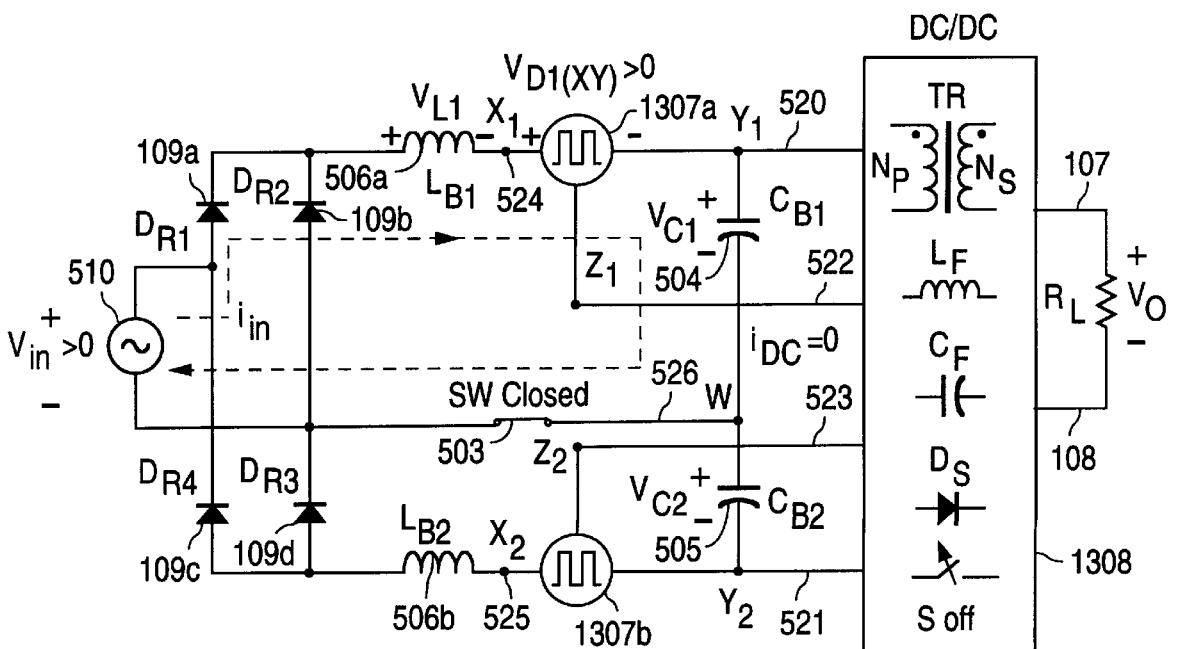 DC/DC
V_D1(XY) >0
V_L1 X_1 1307a Y_1 520 TR
+ - + -
109a D_R2 506a L_B1 524 N_P N_S 107
D_R1 109b V_C1 + C_B1
- 504 Z_1 522 L_F
510 + i_in R_L + V_O -
V_in >0 i_DC =0
- SW Closed 526 W 523 C_F
503 Z_2 108
D_R4 D_R3 V_C2 + C_B2 D_S
- 505
L_B2 X_2
109c 109d 506b 525 1307b Y_2 521 1308
S off